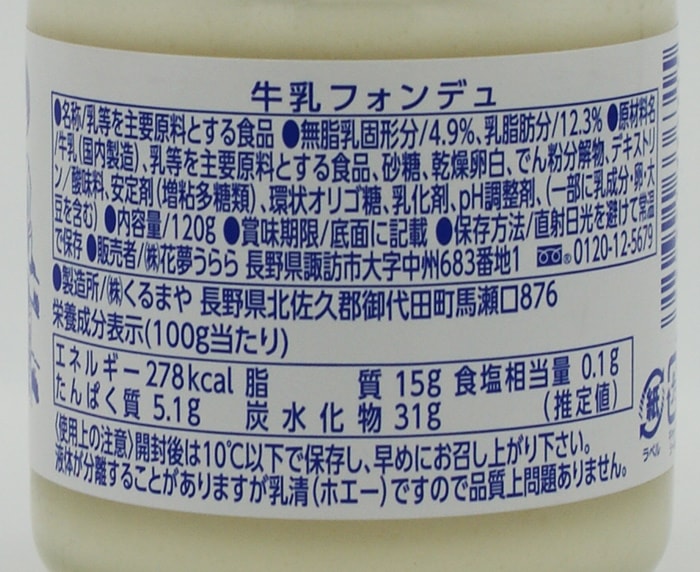 牛乳フォンデュ
●名称/乳等を主要原料とする食品 ●無脂乳固形分/4.9%、乳脂肪分/12.3% ●原材料名
/牛乳(国内製造)、乳等を主要原料とする食品、砂糖、乾燥卵白、でん粉分解物、デキストリ
ン/酸味料、安定剤(増粘多糖類)、環状オリゴ糖、乳化剤、pH調整剤、(一部に乳成分・卵・大
豆を含む) ●内容量/120g ●賞味期限/底面に記載 ●保存方法/直射日光を避けて常温
で保存 ●販売者/㈱花夢うらら 長野県諏訪市大字中州683番地1 0120-12-5679
●製造所/㈱くるまや 長野県北佐久郡御代田町馬瀬口876
栄養成分表示(100g当たり)
エネルギー 278kcal 脂質 15g 食塩相当量 0.1g
たんぱく質 5.1g 炭水化物 31g (推定値)
〈使用上の注意〉開封後は10℃以下で保存し、早めにお召し上がり下さい。
液体が分離することがありますが乳清(ホエー)ですので品質上問題ありません。
紙
ラベル